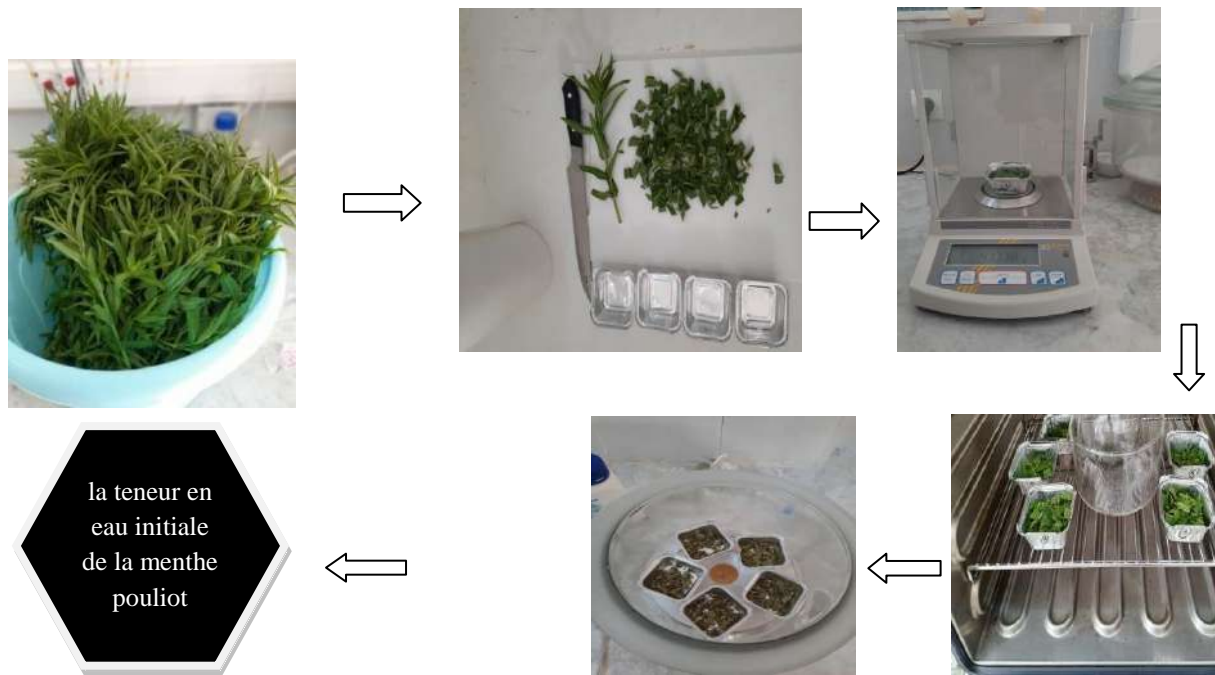 la teneur en
eau initiale
de la menthe
pouliot